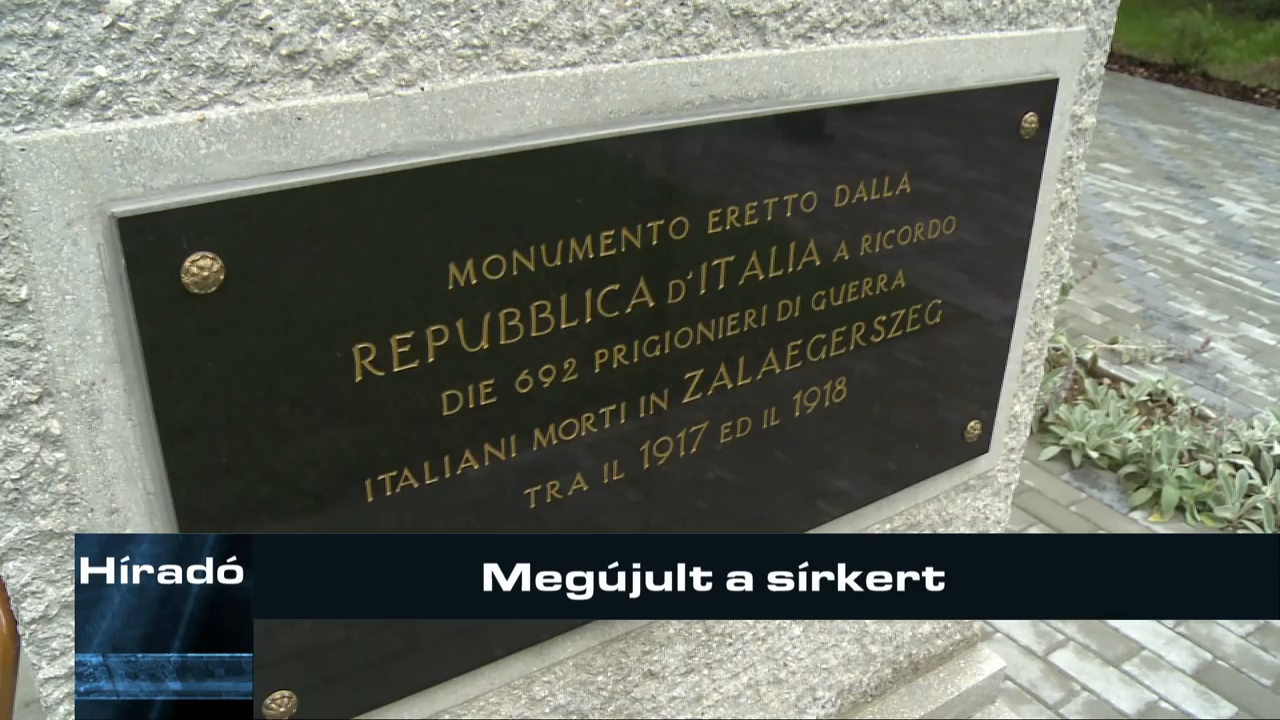 MONUMENTO ERETTO DALLA
REPUBBLICA D'ITALIA A RICORDO
DIE 692 PRIGIONIERI DI GUERRA
ITALIANI MORTI IN ZALAEGERSZEG
TRA IL 1917 ED IL 1918
Híradó
Megújult a sírkert